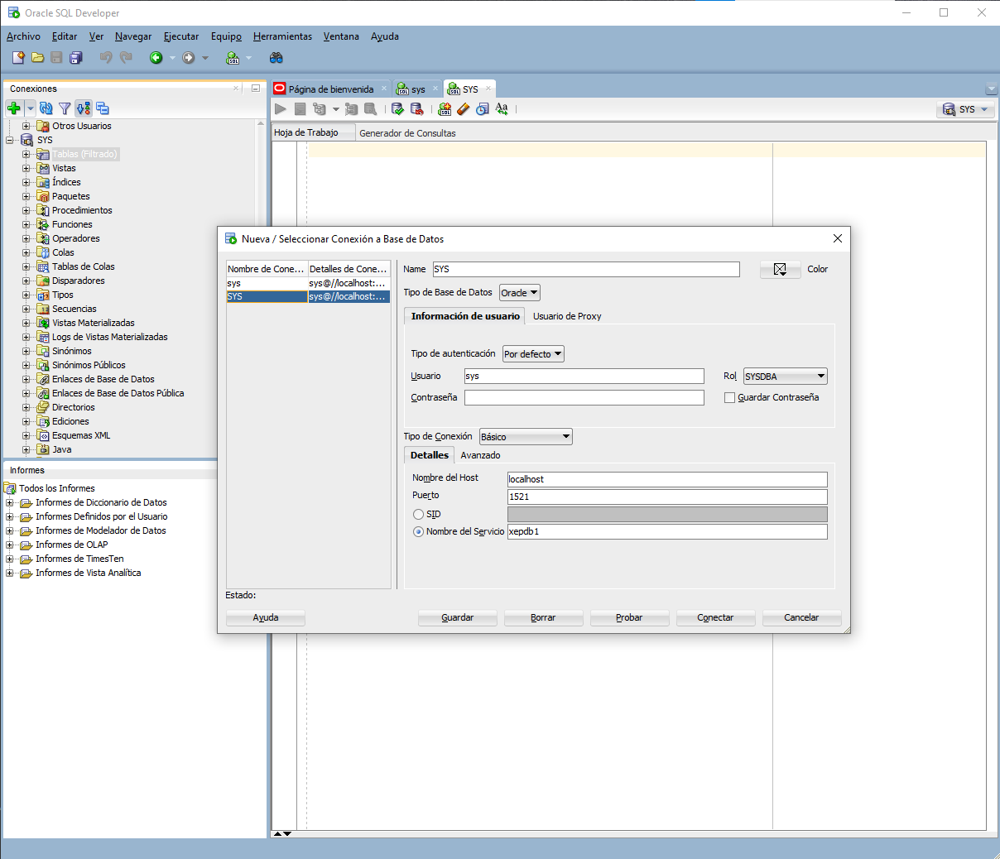 Oracle SQL Developer
Archivo Editar Ver Navegar Ejecutar Equipo Herramientas Ventana Ayuda
Conexiones
Otros Usuarios
SYS
Tablas (Filtrado)
Vistas
Índices
Paquetes
Procedimientos
Funciones
Operadores
Colas
Tablas de Colas
Disparadores
Tipos
Secuencias
Vistas Materializadas
Logs de Vistas Materializadas
Sinónimos
Sinónimos Públicos
Enlaces de Base de Datos
Enlaces de Base de Datos Pública
Directorios
Ediciones
Esquemas XML
Java
Informes
Todos los Informes
Informes de Diccionario de Datos
Informes Definidos por el Usuario
Informes de Modelador de Datos
Informes de OLAP
Informes de TimesTen
Informes de Vista Analítica
Página de bienvenida sys SYS
SYS
Hoja de Trabajo Generador de Consultas
Nueva / Seleccionar Conexión a Base de Datos
Nombre de Cone... Detalles de Cone...
sys sys@//localhost:...
SYS sys@//localhost:...
Name SYS Color
Tipo de Base de Datos Oracle
Información de usuario Usuario de Proxy
Tipo de autenticación Por defecto
Usuario sys Rol SYSDBA
Contraseña Guardar Contraseña
Tipo de Conexión Básico
Detalles Avanzado
Nombre del Host localhost
Puerto 1521
SID
Nombre del Servicio xepdb1
Estado:
Ayuda Guardar Borrar Probar Conectar Cancelar